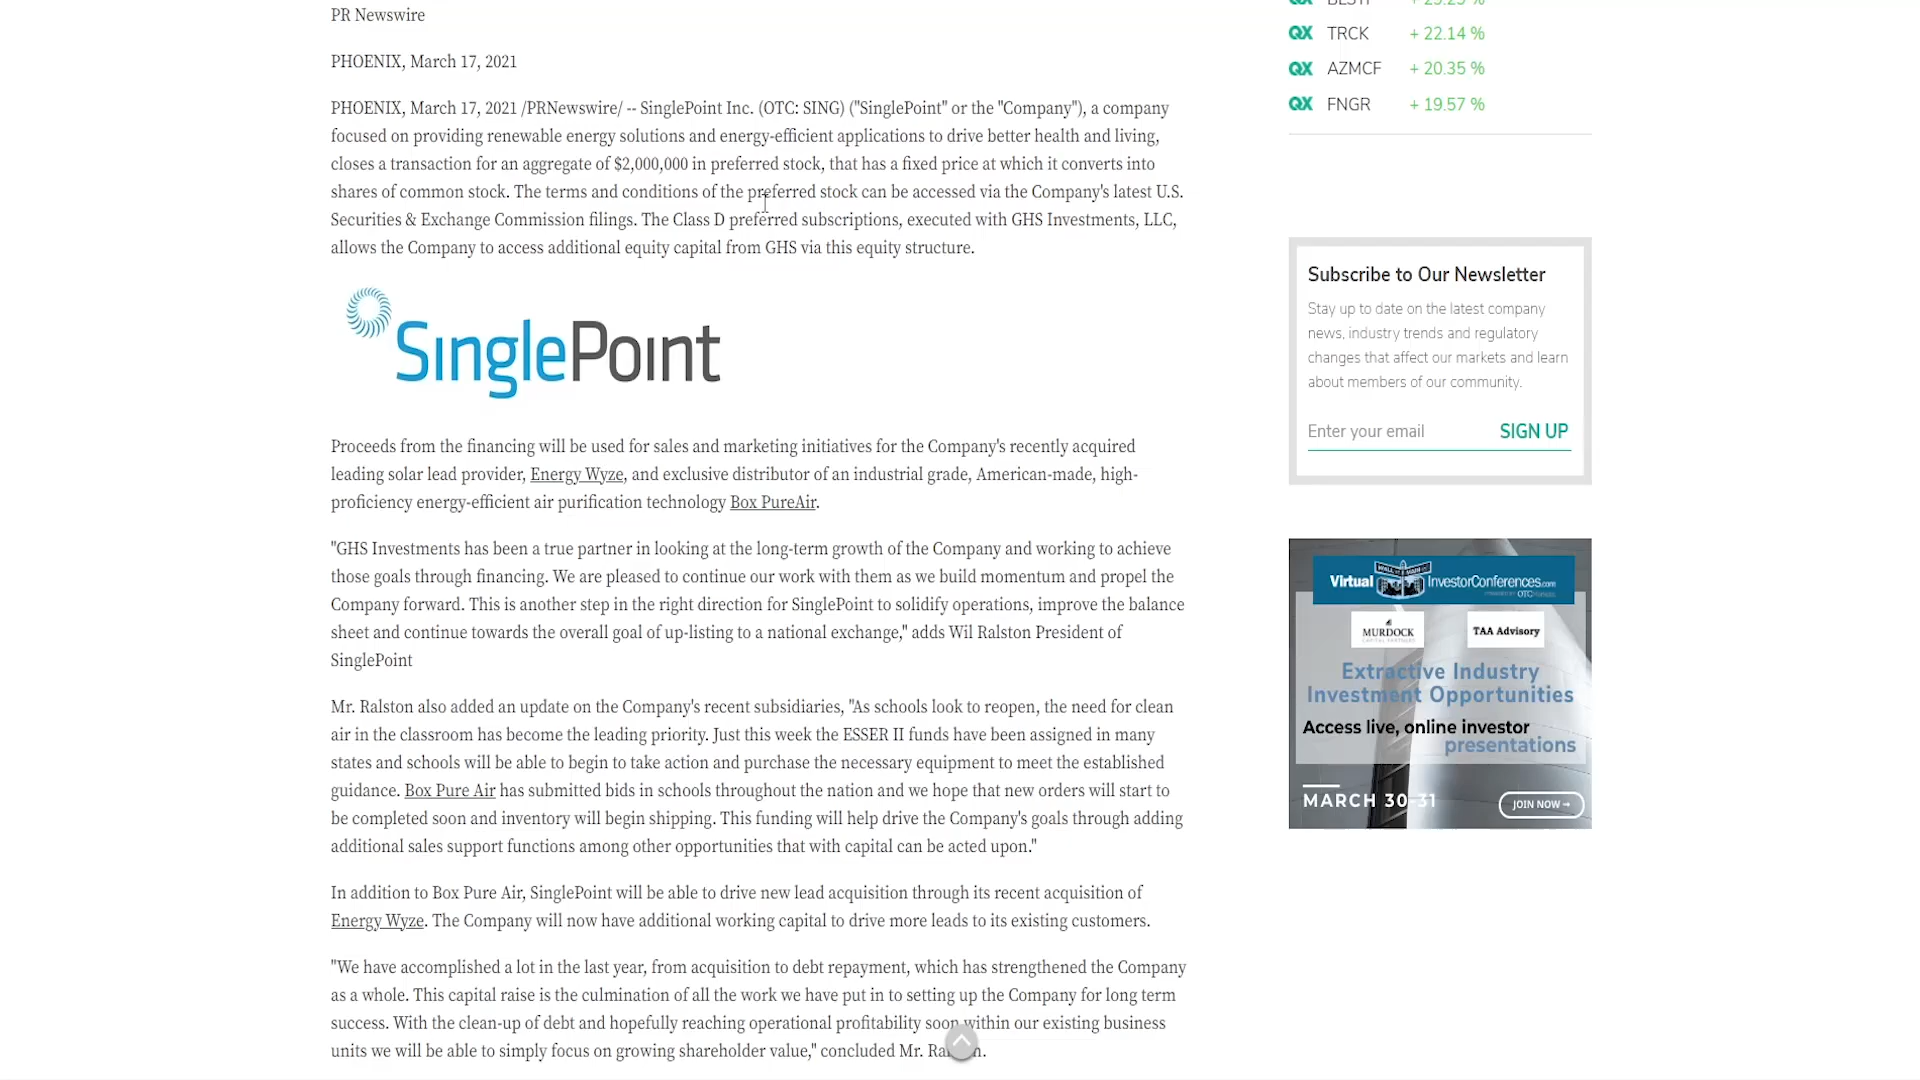 PR Newswire
PHOENIX, March 17, 2021
PHOENIX, March 17, 2021 /PRNewswire/ -- SinglePoint Inc. (OTC: SING) ("SinglePoint" or the "Company"), a company
focused on providing renewable energy solutions and energy-efficient applications to drive better health and living,
closes a transaction for an aggregate of $2,000,000 in preferred stock, that has a fixed price at which it converts into
shares of common stock. The terms and conditions of the preferred stock can be accessed via the Company's latest U.S.
Securities & Exchange Commission filings. The Class D preferred subscriptions, executed with GHS Investments, LLC,
allows the Company to access additional equity capital from GHS via this equity structure.
SinglePoint
Proceeds from the financing will be used for sales and marketing initiatives for the Company's recently acquired
leading solar lead provider, Energy Wyze, and exclusive distributor of an industrial grade, American-made, high-
proficiency energy-efficient air purification technology Box PureAir.
"GHS Investments has been a true partner in looking at the long-term growth of the Company and working to achieve
those goals through financing. We are pleased to continue our work with them as we build momentum and propel the
Company forward. This is another step in the right direction for SinglePoint to solidify operations, improve the balance
sheet and continue towards the overall goal of up-listing to a national exchange," adds Wil Ralston President of
SinglePoint
Mr. Ralston also added an update on the Company's recent subsidiaries, "As schools look to reopen, the need for clean
air in the classroom has become the leading priority. Just this week the ESSER II funds have been assigned in many
states and schools will be able to begin to take action and purchase the necessary equipment to meet the established
guidance. Box Pure Air has submitted bids in schools throughout the nation and we hope that new orders will start to
be completed soon and inventory will begin shipping. This funding will help drive the Company's goals through adding
additional sales support functions among other opportunities that with capital can be acted upon."
In addition to Box Pure Air, SinglePoint will be able to drive new lead acquisition through its recent acquisition of
Energy Wyze. The Company will now have additional working capital to drive more leads to its existing customers.
"We have accomplished a lot in the last year, from acquisition to debt repayment, which has strengthened the Company
as a whole. This capital raise is the culmination of all the work we have put in to setting up the Company for long term
success. With the clean-up of debt and hopefully reaching operational profitability soon within our existing business
units we will be able to simply focus on growing shareholder value," concluded Mr.
QX TRCK + 22.14 %
QX AZMCF + 20.35 %
QX FNGR + 19.57 %
Subscribe to Our Newsletter
Stay up to date on the latest company
news, industry trends and regulatory
changes that affect our markets and learn
about members of our community.
Enter your email SIGN UP
Virtual InvestorConferences.com
MURDOCK TAA Advisory
CAPITAL PARTNERS
Extractive Industry
Investment Opportunities
Access live, online investor
presentations
MARCH 30-31
JOIN NOW